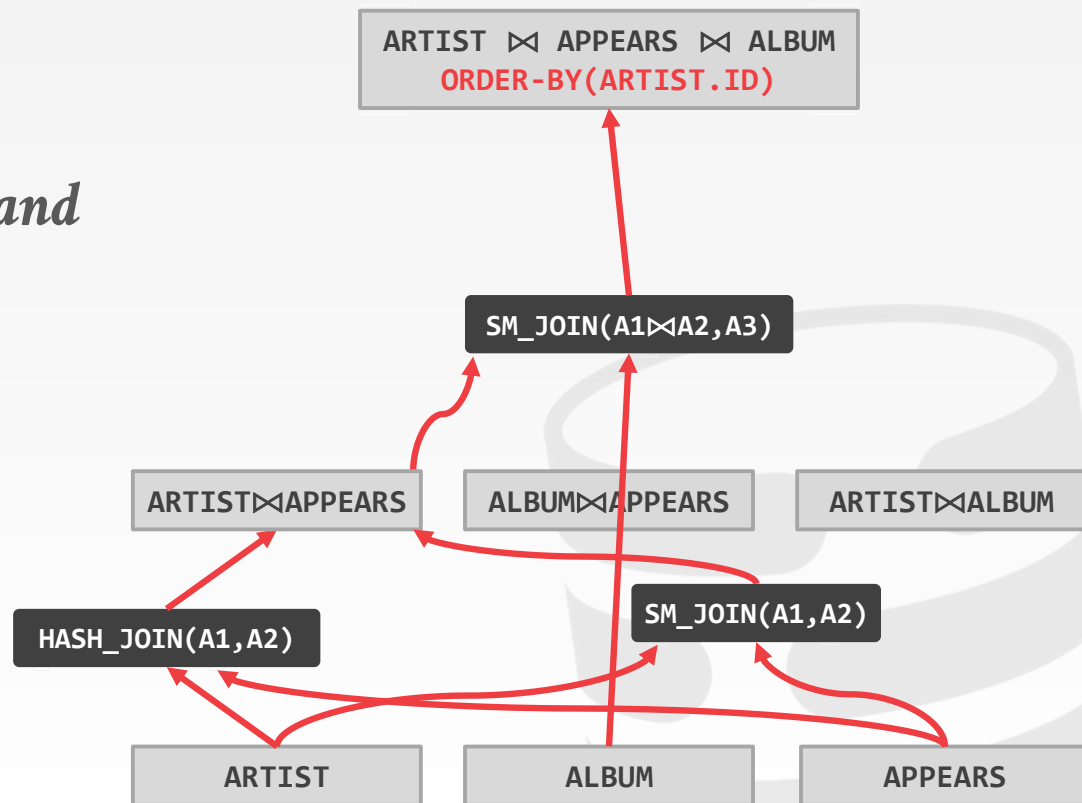 ARTIST ⋈ APPEARS ⋈ ALBUM
ORDER-BY(ARTIST.ID)
and
SM_JOIN(A1⋈A2,A3)
ARTIST⋈APPEARS
ALBUM⋈APPEARS
ARTIST⋈ALBUM
HASH_JOIN(A1,A2)
SM_JOIN(A1,A2)
ARTIST
ALBUM
APPEARS